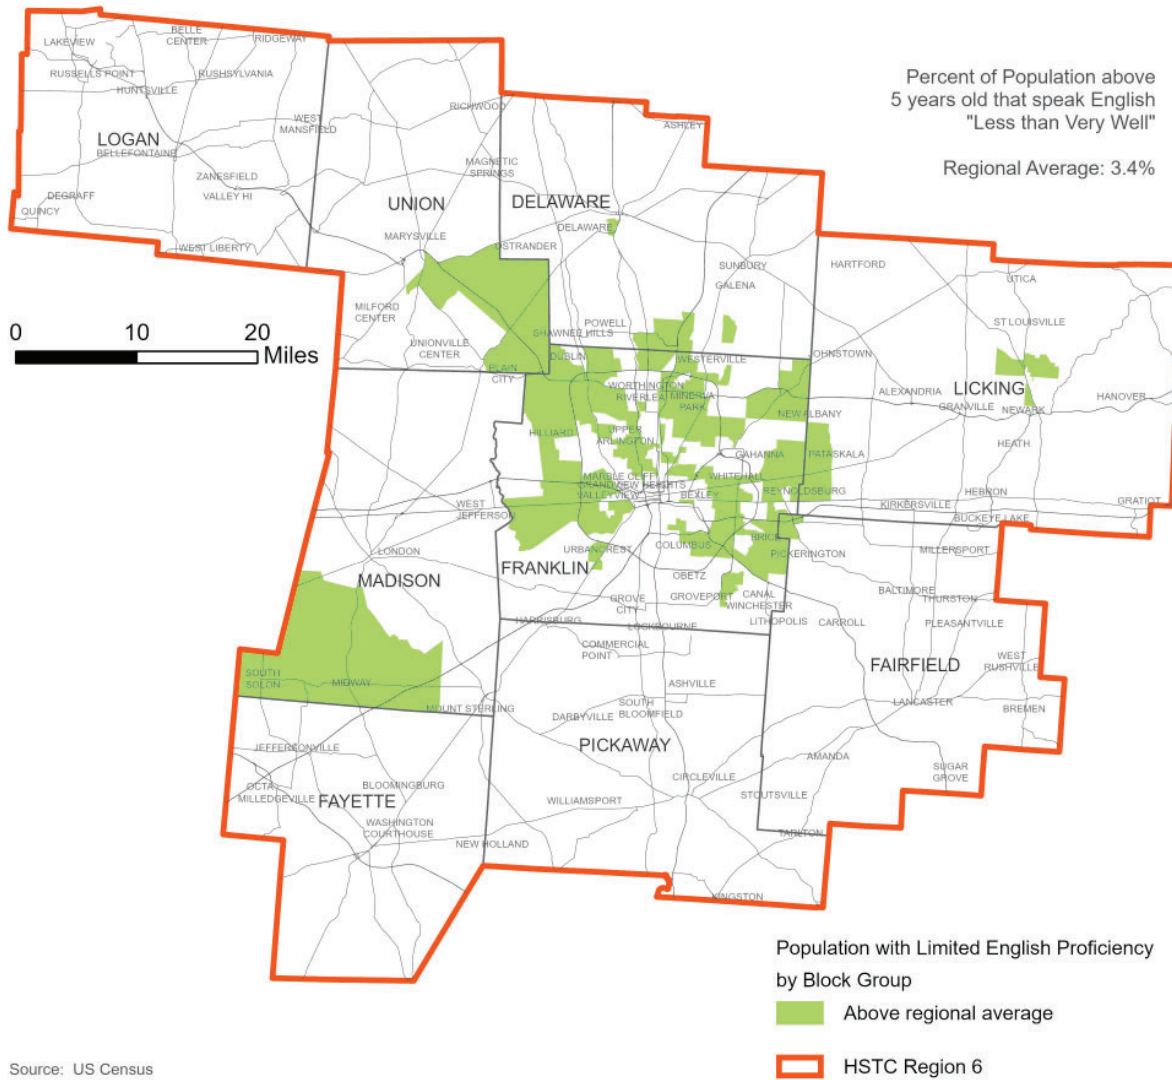 BELLE
CENTER
RIDGEWAY
LAKEVIEW
RUSSELLS POINT
RUSHSYLVANIA
HUNTSVILLE
Percent of Population above
5 years old that speak English
"Less than Very Well"
Regional Average: 3.4%
RICHWOOD
WEST
MANSFIELD
ASHLEY
LOGAN
BELLEFONTAINE
MAGNETIC
SPRINGS
ZANESFIELD
VALLEY HI
DEGRAFF
QUINCY
UNION
DELAWARE
DELAWARE
MARYSVILLE
OSTRANDER
WEST LIBERTY
SUNBURY
HARTFORD
GALENA
UTICA
MILFORD
CENTER
ST LOUISVILLE
0 10 20
Miles
POWELL
SHAWNEE HILLS
UNIONVILLE
CENTER
DUBLIN
WESTERVILLE
JOHNSTOWN
PLAIN
CITY
WORTHINGTON
RIVERLEA
MINERVA
PARK
ALEXANDRIA
LICKING
HANOVER
NEW ALBANY
GRANVILLE
NEWARK
HILLIARD
UPPER
ARLINGTON
HEATH
GAHANNA
PATASKALA
MARBLE CLIFF
WHITEHALL
GRANDVIEW HEIGHTS
VALLEYVIEW
BEXLEY
REYNOLDSBURG
HEBRON
KIRKERSVILLE
GRATIOT
WEST
JEFFERSON
BUCKEYE LAKE
BRICE
COLUMBUS
URBANCREST
PICKERINGTON
MILLERSPORT
LONDON
FRANKLIN
MADISON
OBETZ
GROVE
CITY
GROVEPORT
CANAL
WINCHESTER
BALTIMORE
THURSTON
HARRISBURG
LOCKBOURNE
LITHOPOLIS
CARROLL
PLEASANTVILLE
COMMERCIAL
POINT
WEST
RUSHVILLE
FAIRFIELD
SOUTH
SOLON
MIDWAY
ASHVILLE
MOUNT STERLING
SOUTH
BLOOMFIELD
DARBYVILLE
LANCASTER
BREMEN
JEFFERSONVILLE
PICKAWAY
AMANDA
SUGAR
GROVE
OCTA
MILLEDGEVILLE
BLOOMINGBURG
FAYETTE
CIRCLEVILLE
STOUTSVILLE
WILLIAMSPORT
WASHINGTON
COURTHOUSE
NEW HOLLAND
TARLTON
KINGSTON
Population with Limited English Proficiency
by Block Group
Above regional average
HSTC Region 6
Source: US Census